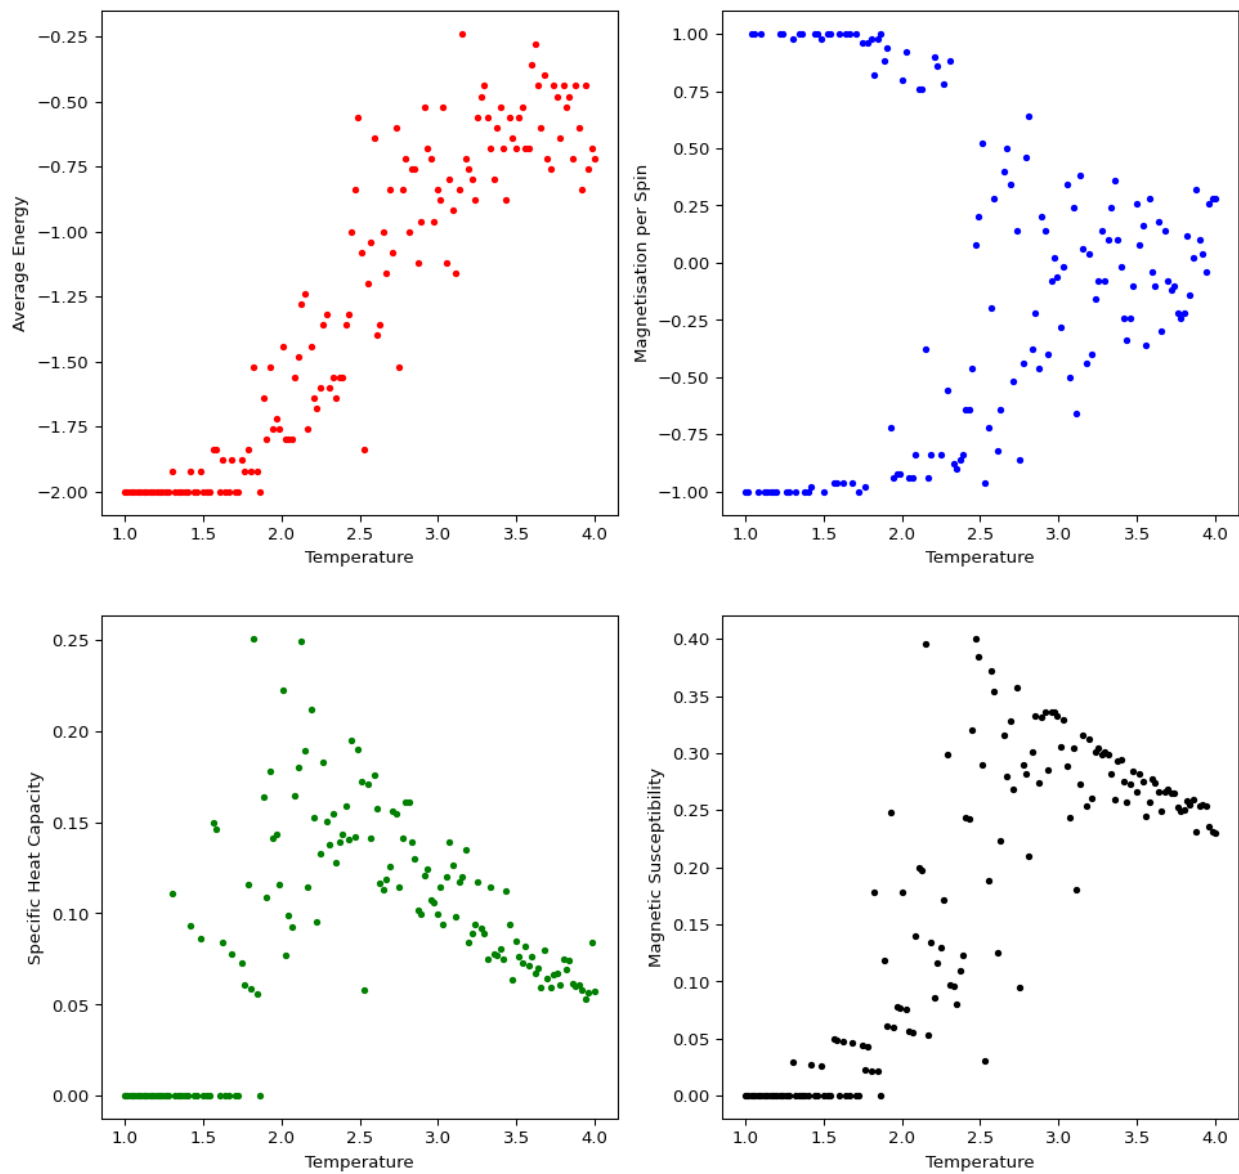 −0.25
−0.50
−0.75
−1.00
−1.25
−1.50
−1.75
−2.00
Average Energy
1.0 1.5 2.0 2.5 3.0 3.5 4.0
Temperature
1.00
0.75
0.50
0.25
0.00
−0.25
−0.50
−0.75
−1.00
Magnetisation per Spin
1.0 1.5 2.0 2.5 3.0 3.5 4.0
Temperature
0.25
0.20
0.15
0.10
0.05
0.00
Specific Heat Capacity
1.0 1.5 2.0 2.5 3.0 3.5 4.0
Temperature
0.40
0.35
0.30
0.25
0.20
0.15
0.10
0.05
0.00
Magnetic Susceptibility
1.0 1.5 2.0 2.5 3.0 3.5 4.0
Temperature